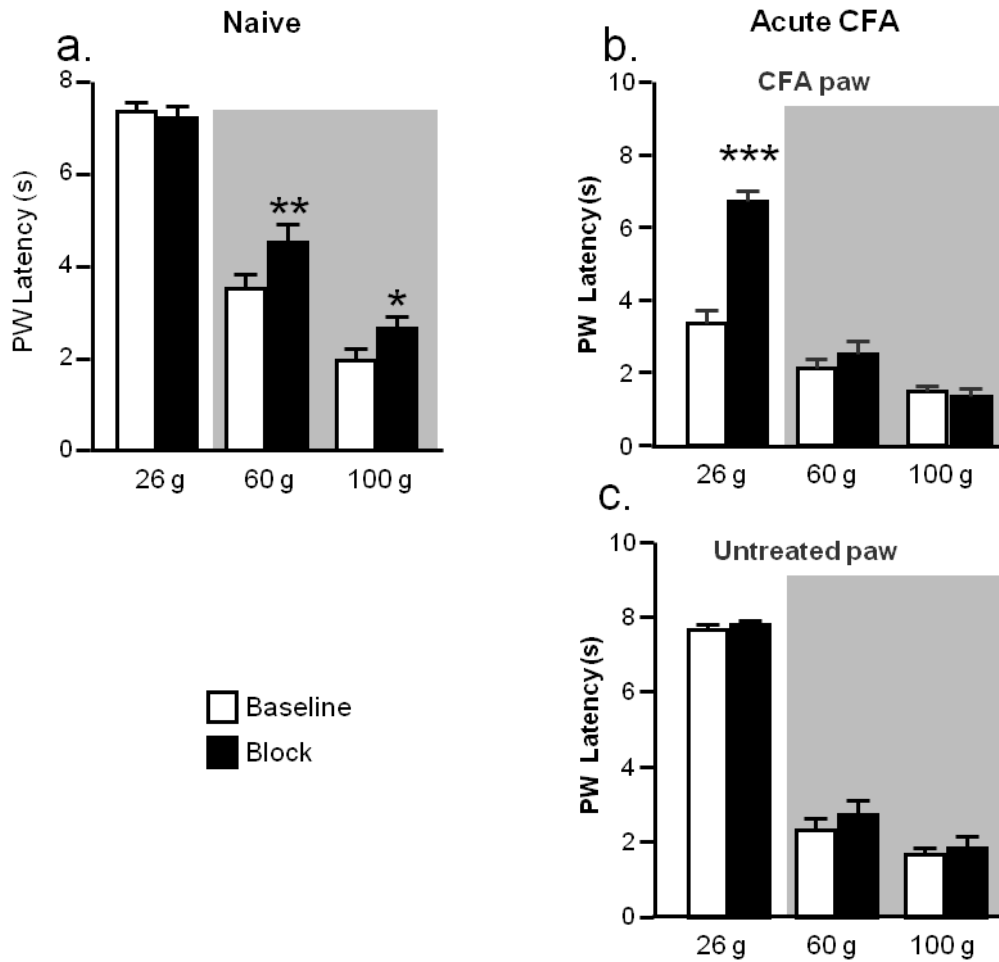 Naive
a.
PW Latency (s)
8
6
4
2
0
**
*
26 g 60 g 100 g
Acute CFA
b.
CFA paw
PW Latency(s)
10
8
6
4
2
0
***
26 g 60 g 100 g
c.
Untreated paw
PW Latency(s)
10
8
6
4
2
0
26 g 60 g 100 g
Baseline
Block